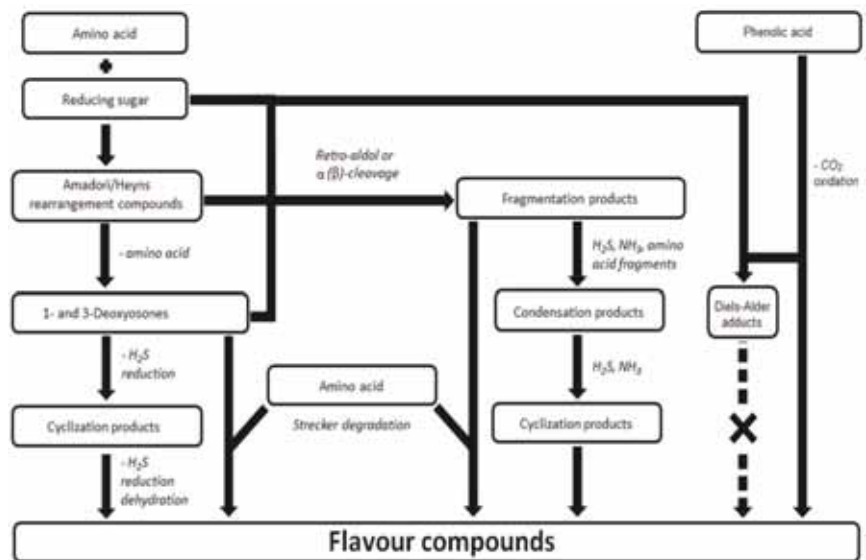 Amino acid
Phenolic acid
Reducing sugar
Retro-aldol or
α (β)-cleavage
- CO₂
oxidation
Amadori/Heyns
rearrangement compounds
Fragmentation products
- amino acid
H₂S, NH₃, amino
acid fragments
1- and 3-Deoxyosones
Condensation products
Diels-Alder
adducts
- H₂S
reduction
Amino acid
H₂S, NH₃
Strecker degradation
Cyclization products
Cyclization products
- H₂S
reduction
dehydration
Flavour compounds